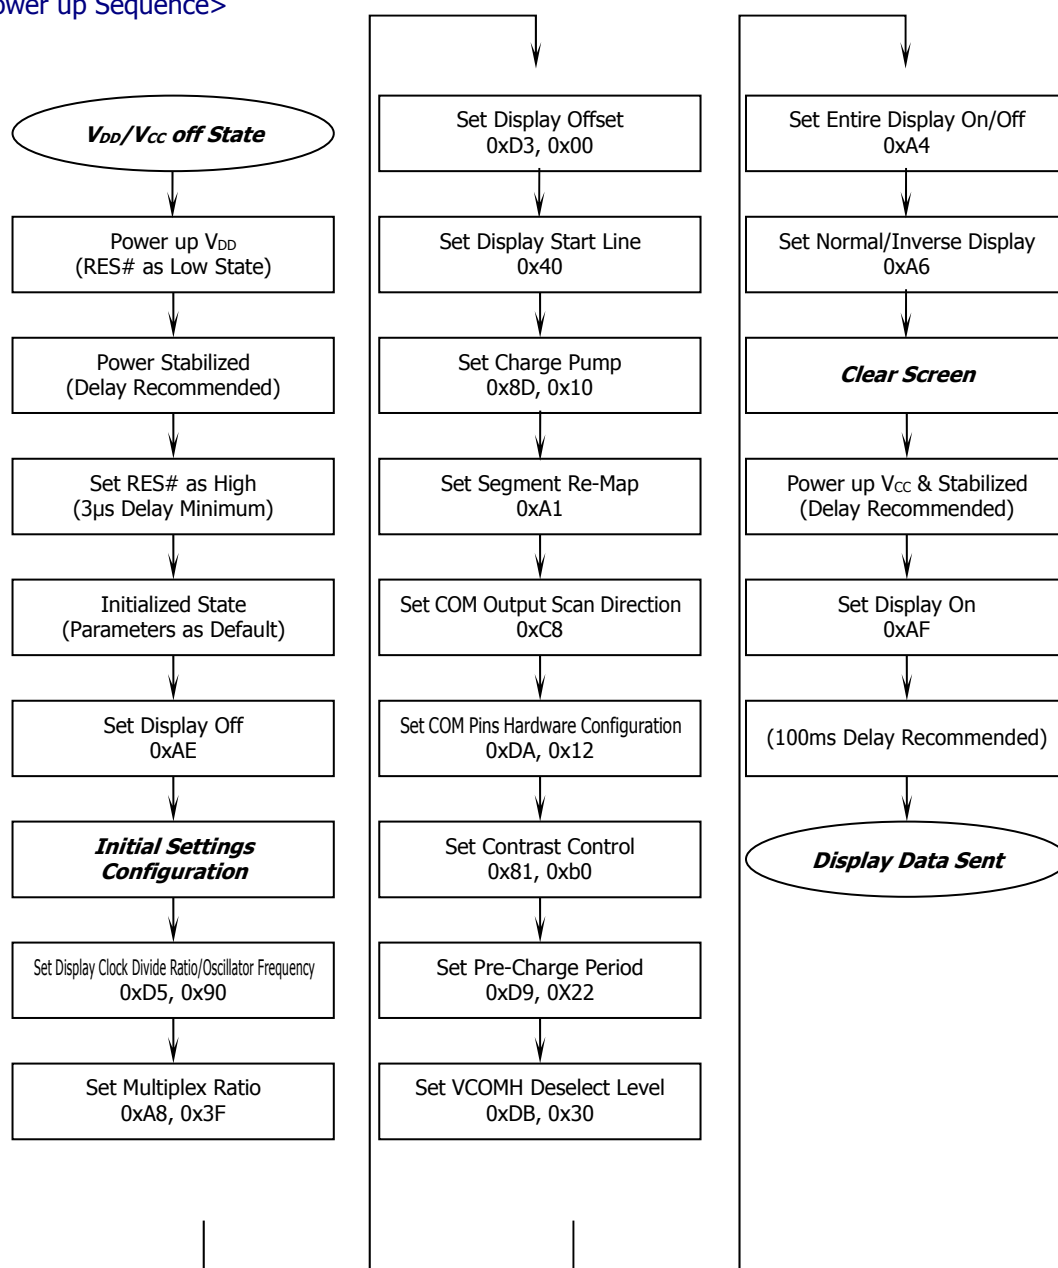 ower up Sequence>
VDD/VCC off State
Power up VDD
(RES# as Low State)
Power Stabilized
(Delay Recommended)
Set RES# as High
(3μs Delay Minimum)
Initialized State
(Parameters as Default)
Set Display Off
0xAE
Initial Settings
Configuration
Set Display Clock Divide Ratio/Oscillator Frequency
0xD5, 0x90
Set Multiplex Ratio
0xA8, 0x3F
Set Display Offset
0xD3, 0x00
Set Display Start Line
0x40
Set Charge Pump
0x8D, 0x10
Set Segment Re-Map
0xA1
Set COM Output Scan Direction
0xC8
Set COM Pins Hardware Configuration
0xDA, 0x12
Set Contrast Control
0x81, 0xb0
Set Pre-Charge Period
0xD9, 0X22
Set VCOMH Deselect Level
0xDB, 0x30
Set Entire Display On/Off
0xA4
Set Normal/Inverse Display
0xA6
Clear Screen
Power up VCC & Stabilized
(Delay Recommended)
Set Display On
0xAF
(100ms Delay Recommended)
Display Data Sent